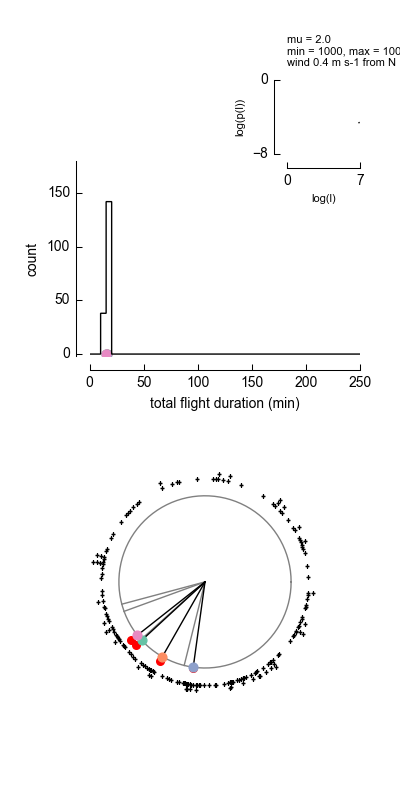 mu = 2.0
min = 1000, max = 100
wind 0.4 m s-1 from N
0
−8
log(p(l))
0 7
log(l)
150
100
50
0
count
0 50 100 150 200 250
total flight duration (min)